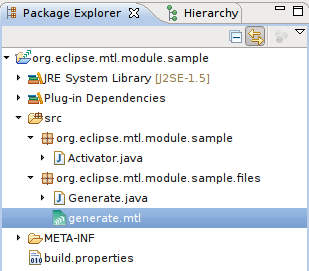 Package Explorer Hierarchy
org.eclipse.mtl.module.sample
JRE System Library [J2SE-1.5]
Plug-in Dependencies
src
org.eclipse.mtl.module.sample
Activator.java
org.eclipse.mtl.module.sample.files
Generate.java
generate.mtl
META-INF
build.properties